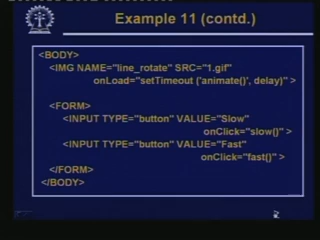 Example 11 (contd.)
<BODY>
<IMG NAME="line_rotate" SRC="1.gif"
onLoad="setTimeout ('animate()', delay)" >
<FORM>
<INPUT TYPE="button" VALUE="Slow"
onClick="slow()" >
<INPUT TYPE="button" VALUE="Fast"
onClick="fast()" >
</FORM>
</BODY>